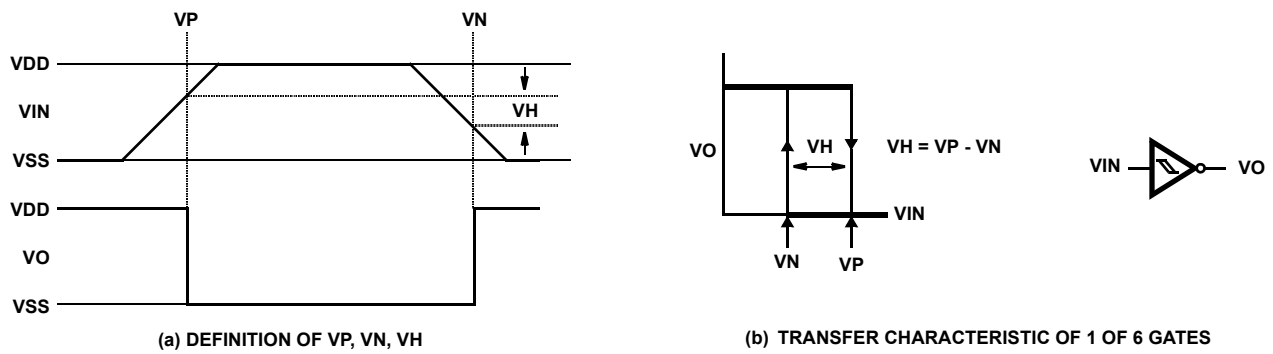 VP
VN
VDD
VIN
VH
VSS
VDD
VO
VSS
(a) DEFINITION OF VP, VN, VH
VO
VH
VH = VP - VN
VIN
VN
VP
VIN
VO
(b) TRANSFER CHARACTERISTIC OF 1 OF 6 GATES